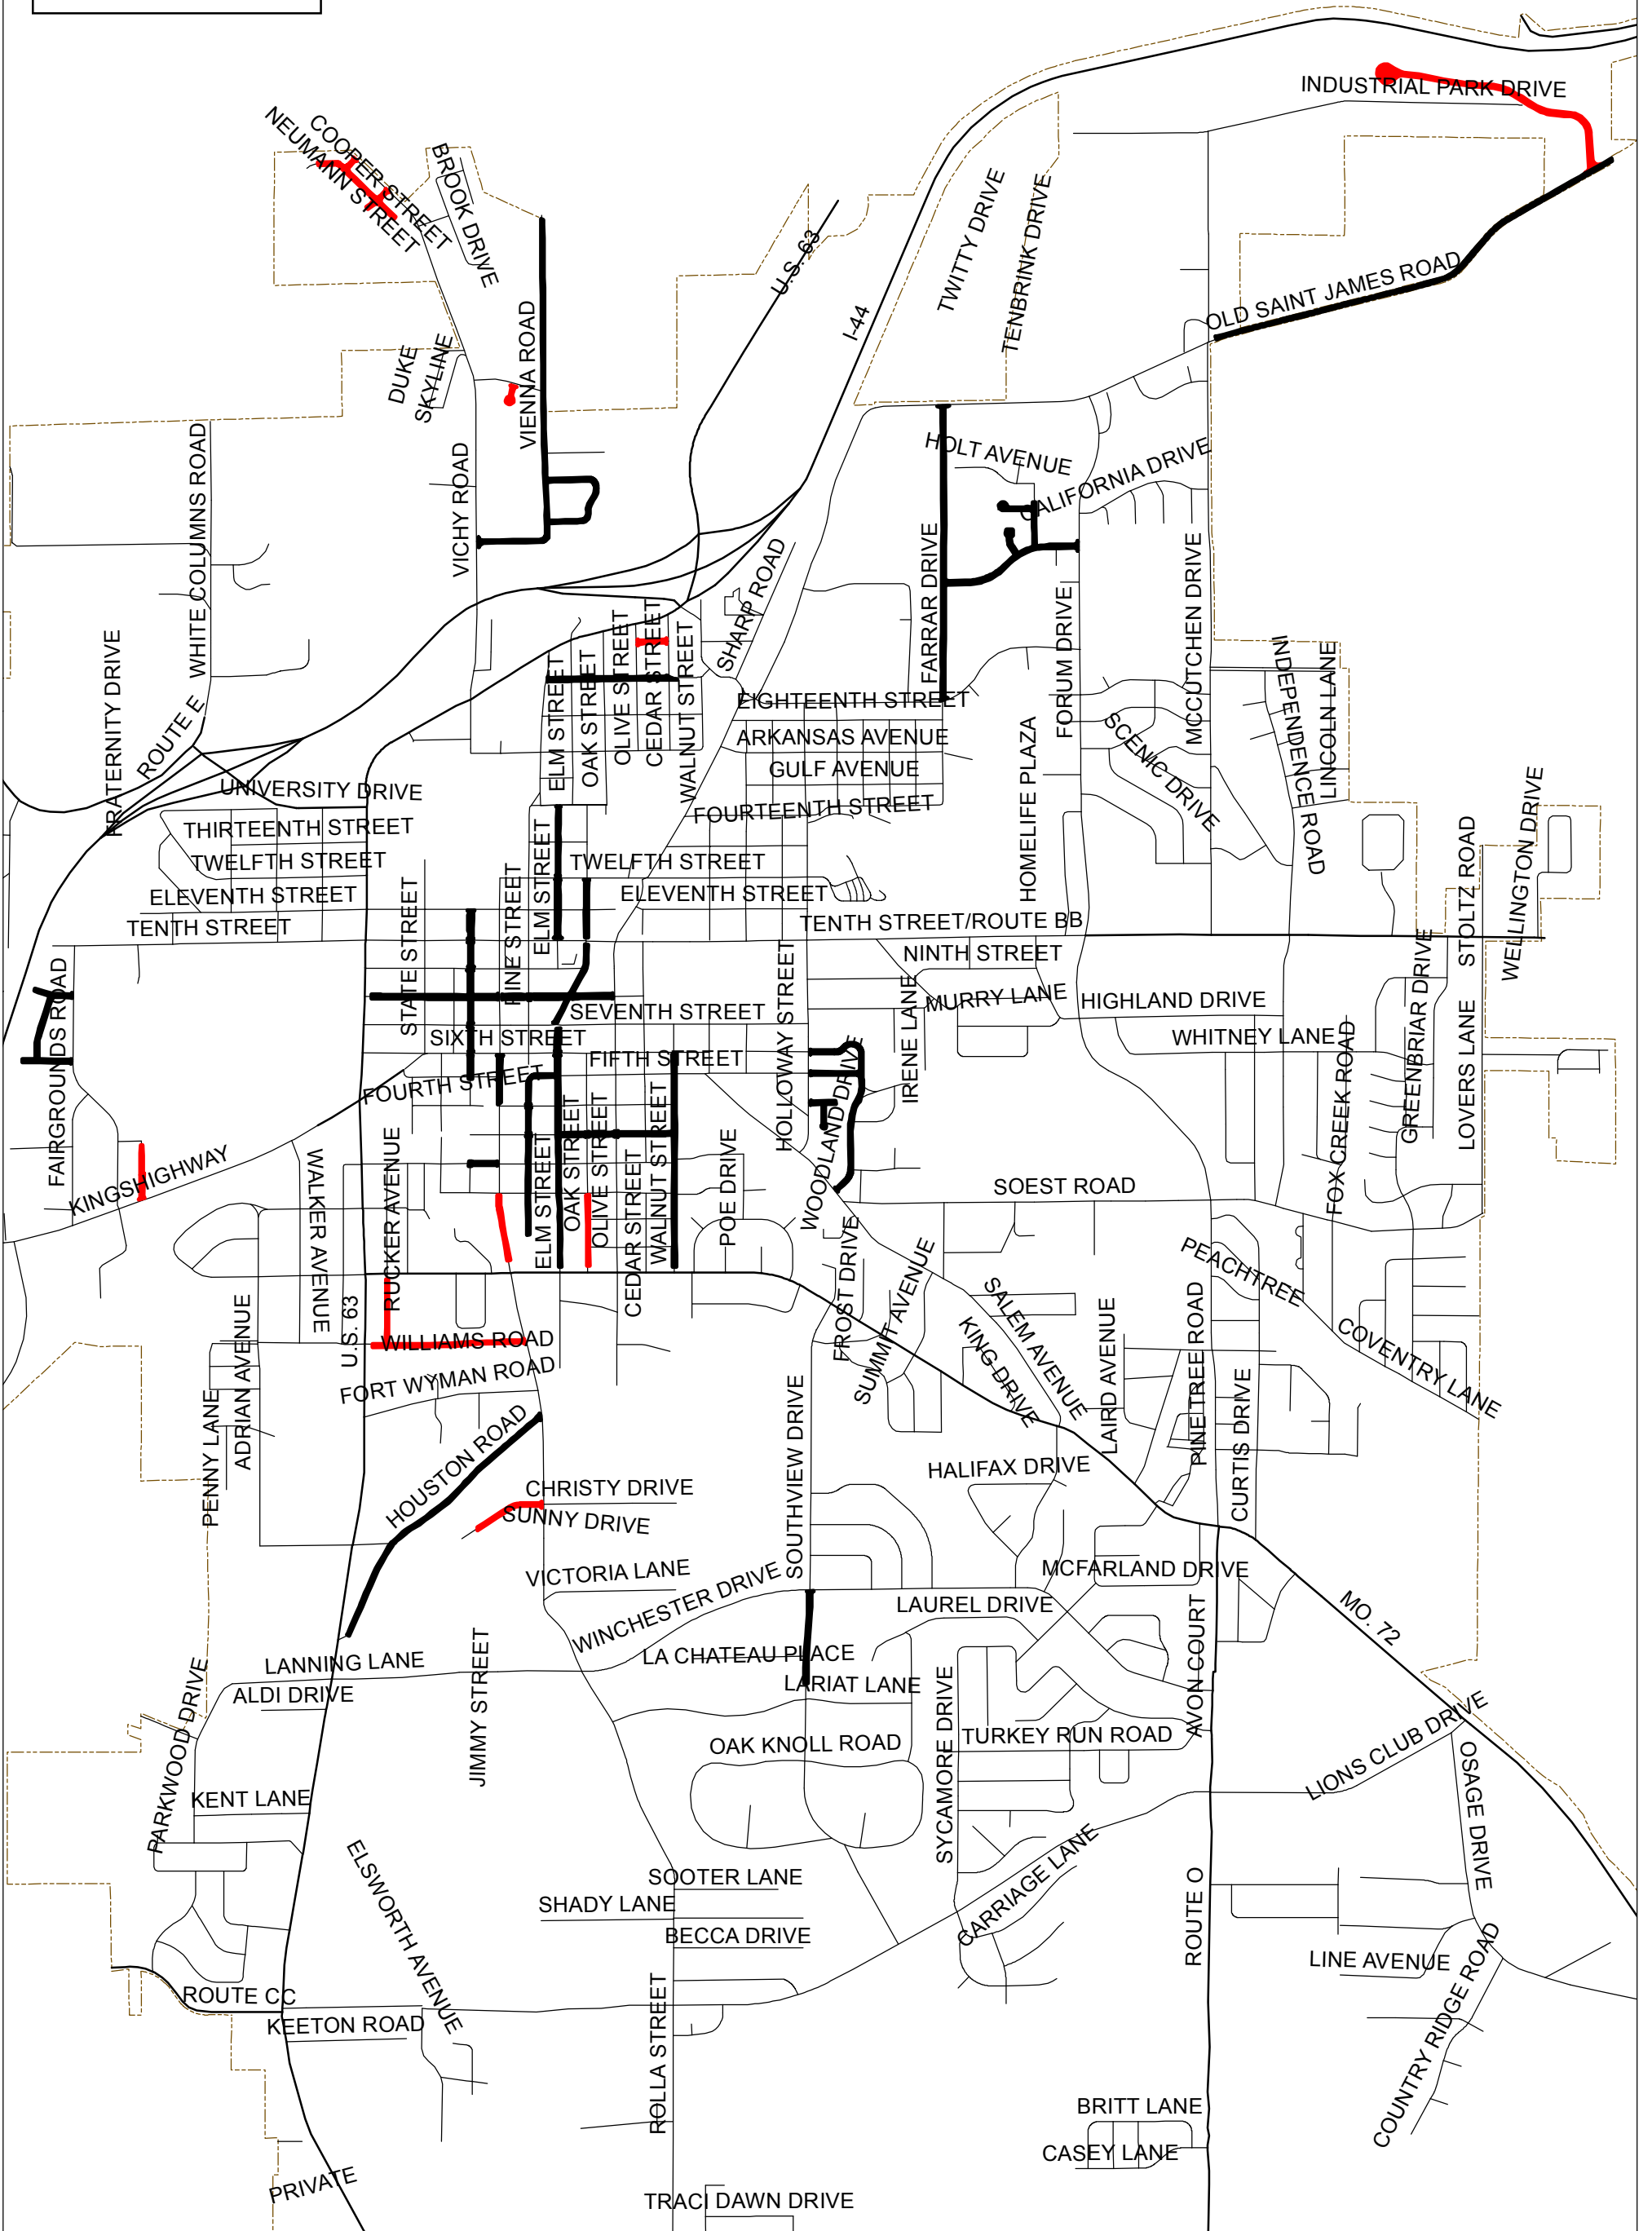 INDUSTRIAL PARK DRIVE
COOPER STREET
NEUMANN STREET
BROOK DRIVE
U.S. 63
I-44
TWITTY DRIVE
TENBRINK DRIVE
OLD SAINT JAMES ROAD
DUKE
SKYLINE
VIENNA ROAD
WHITE COLUMNS ROAD
VICHY ROAD
HOLT AVENUE
CALIFORNIA DRIVE
SHARP ROAD
FARRAR DRIVE
FORUM DRIVE
MCCUTCHEN DRIVE
FRATERNITY DRIVE
ROUTE E
ELM STREET
OAK STREET
OLIVE STREET
CEDAR STREET
WALNUT STREET
EIGHTEENTH STREET
ARKANSAS AVENUE
GULF AVENUE
FOURTEENTH STREET
HOMELIFE PLAZA
SCENIC DRIVE
INDEPENDENCE ROAD
LINCOLN LANE
UNIVERSITY DRIVE
THIRTEENTH STREET
TWELFTH STREET
ELEVENTH STREET
TENTH STREET
STATE STREET
PINE STREET
ELM STREET
TWELFTH STREET
ELEVENTH STREET
TENTH STREET/ROUTE BB
NINTH STREET
STOLTZ ROAD
WELLINGTON DRIVE
FAIRGROUNDS ROAD
SEVENTH STREET
SIXTH STREET
FIFTH STREET
FOURTH STREET
HOLLOWAY STREET
WOODLAND DRIVE
IRENE LANE
MURRY LANE
HIGHLAND DRIVE
WHITNEY LANE
FOX CREEK ROAD
GREENBRIAR DRIVE
LOVERS LANE
KINGSHIGHWAY
WALKER AVENUE
RUCKER AVENUE
ELM STREET
OAK STREET
OLIVE STREET
CEDAR STREET
WALNUT STREET
POE DRIVE
SOEST ROAD
PEACHTREE
COVENTRY LANE
U.S. 63
WILLIAMS ROAD
FORT WYMAN ROAD
ADRIAN AVENUE
PENNY LANE
HOUSTON ROAD
FROST DRIVE
SUMMIT AVENUE
SALEM AVENUE
KING DRIVE
LAIRD AVENUE
PINE TREE ROAD
CURTIS DRIVE
CHRISTY DRIVE
SUNNY DRIVE
SOUTHVIEW DRIVE
HALIFAX DRIVE
VICTORIA LANE
WINCHESTER DRIVE
MCFARLAND DRIVE
LAUREL DRIVE
AVON COURT
MO. 72
LANNING LANE
ALDI DRIVE
PARKWOOD DRIVE
JIMMY STREET
LA CHATEAU PLACE
LARIAT LANE
SYCAMORE DRIVE
OAK KNOLL ROAD
TURKEY RUN ROAD
LIONS CLUB DRIVE
OSAGE DRIVE
KENT LANE
ELSWORTH AVENUE
SOOTER LANE
SHADY LANE
BECCA DRIVE
CARRIAGE LANE
ROUTE O
LINE AVENUE
COUNTRY RIDGE ROAD
ROUTE CC
KEETON ROAD
ROLLA STREET
BRITT LANE
CASEY LANE
PRIVATE
TRACI DAWN DRIVE